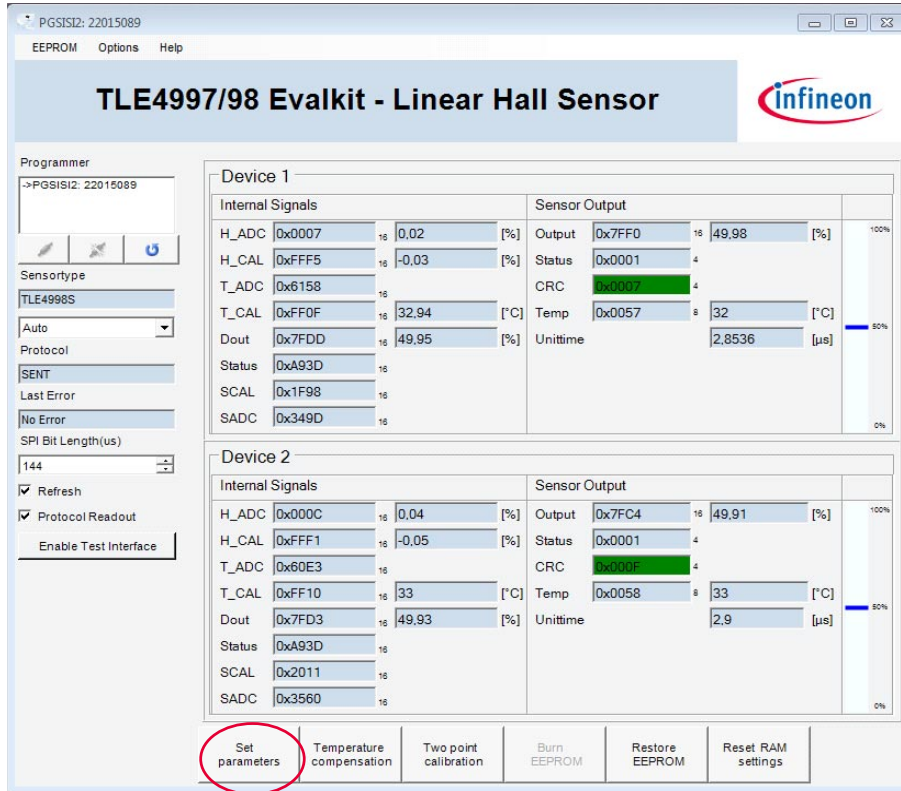 PGSISI2: 22015089
EEPROM Options Help
TLE4997/98 Evalkit - Linear Hall Sensor
infineon
Programmer
->PGSISI2: 22015089
Sensortype
TLE4998S
Auto
Protocol
SENT
Last Error
No Error
SPI Bit Length(us)
144
Refresh
Protocol Readout
Enable Test Interface
Device 1
Internal Signals
H_ADC 0x0007 16 0,02 [%]
H_CAL 0xFFF5 16 -0,03 [%]
T_ADC 0x6158 16
T_CAL 0xFF0F 16 32,94 [°C]
Dout 0x7FDD 16 49,95 [%]
Status 0xA93D 16
SCAL 0x1F98 16
SADC 0x349D 16
Sensor Output
Output 0x7FF0 16 49,98 [%]
Status 0x0001 4
CRC 0x0007 4
Temp 0x0057 8 32 [°C]
Unittime 2,8536 [µs]
100%
50%
0%
Device 2
Internal Signals
H_ADC 0x000C 16 0,04 [%]
H_CAL 0xFFF1 16 -0,05 [%]
T_ADC 0x60E3 16
T_CAL 0xFF10 16 33 [°C]
Dout 0x7FD3 16 49,93 [%]
Status 0xA93D 16
SCAL 0x2011 16
SADC 0x3560 16
Sensor Output
Output 0x7FC4 16 49,91 [%]
Status 0x0001 4
CRC 0x000F 4
Temp 0x0058 8 33 [°C]
Unittime 2,9 [µs]
100%
50%
0%
Set
parameters
Temperature
compensation
Two point
calibration
Burn
EEPROM
Restore
EEPROM
Reset RAM
settings